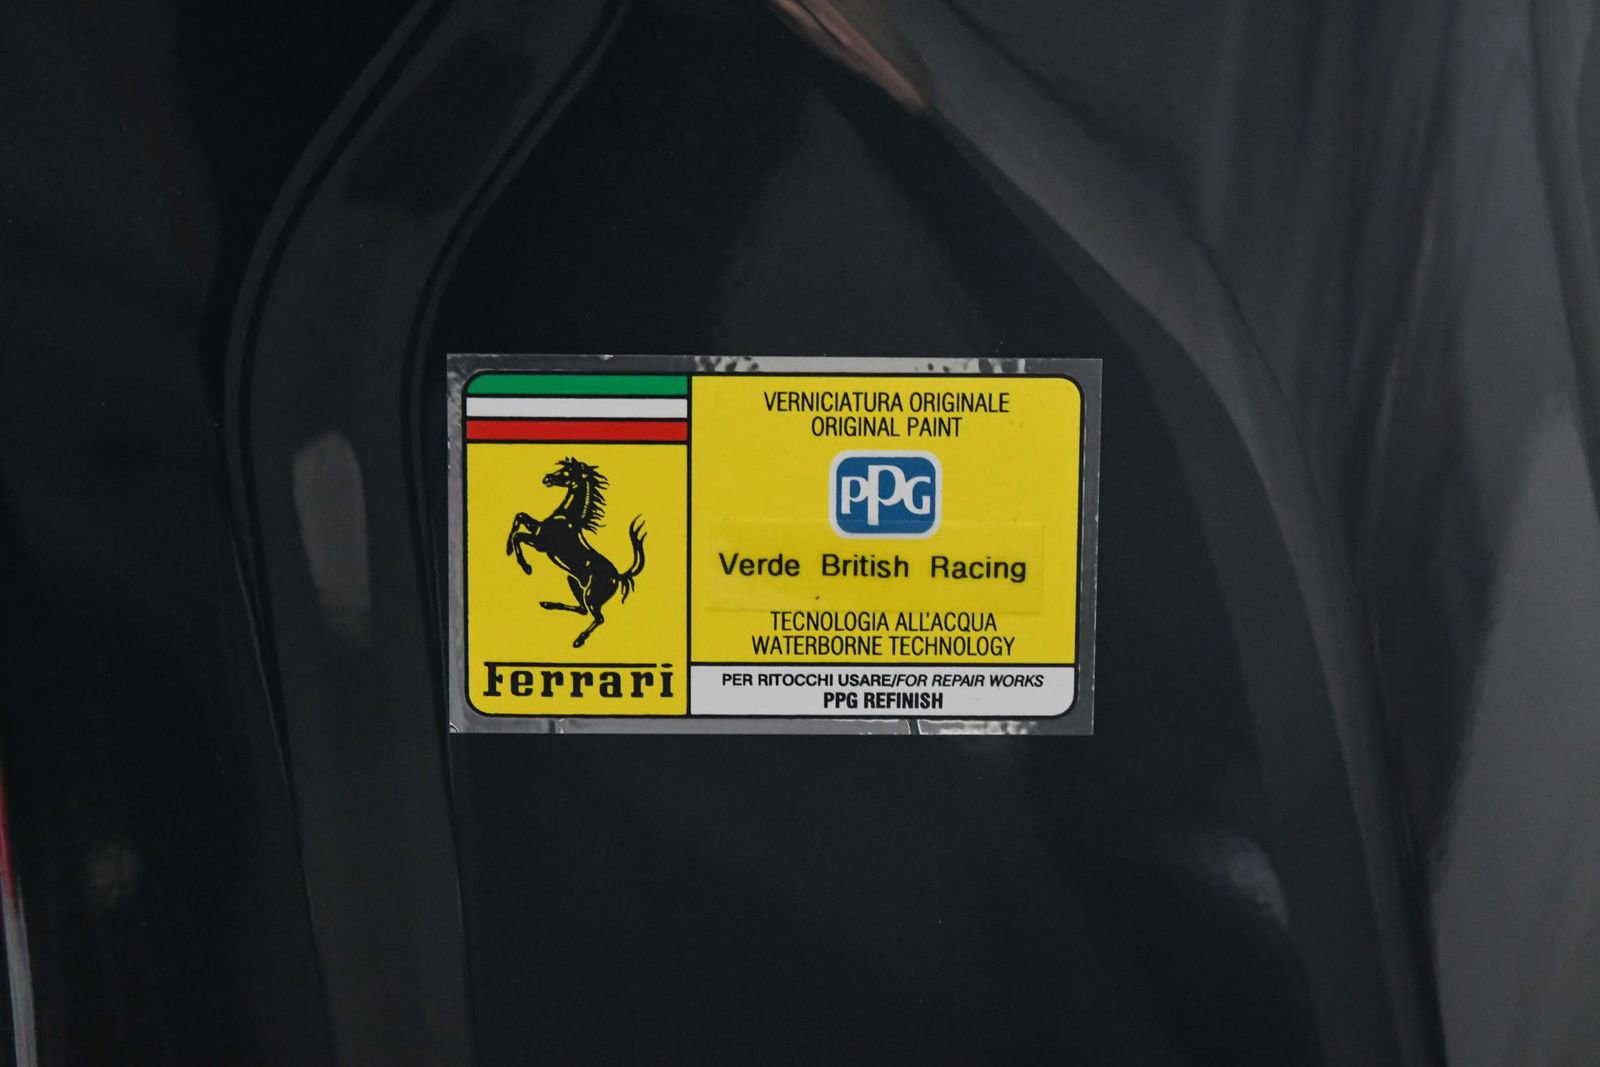 Ferrari
VERNICIATURA ORIGINALE
ORIGINAL PAINT
PPG
Verde British Racing
TECNOLOGIA ALL'ACQUA
WATERBORNE TECHNOLOGY
PER RITOCCHI USARE/FOR REPAIR WORKS
PPG REFINISH